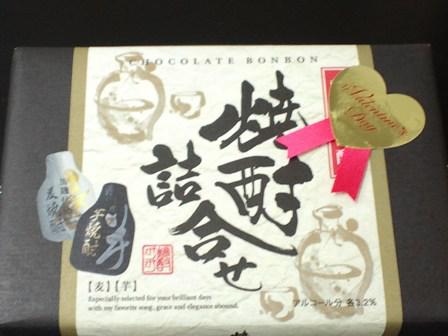 CHOCOLATE BONBON
焼酎
詰合せ
Valentine's
Day
麦焼酎
芋焼酎
【麦】【芋】
Especially selected for your brilliant days
with my favorite song, grace and elegance abound.
アルコール分 各3.2%